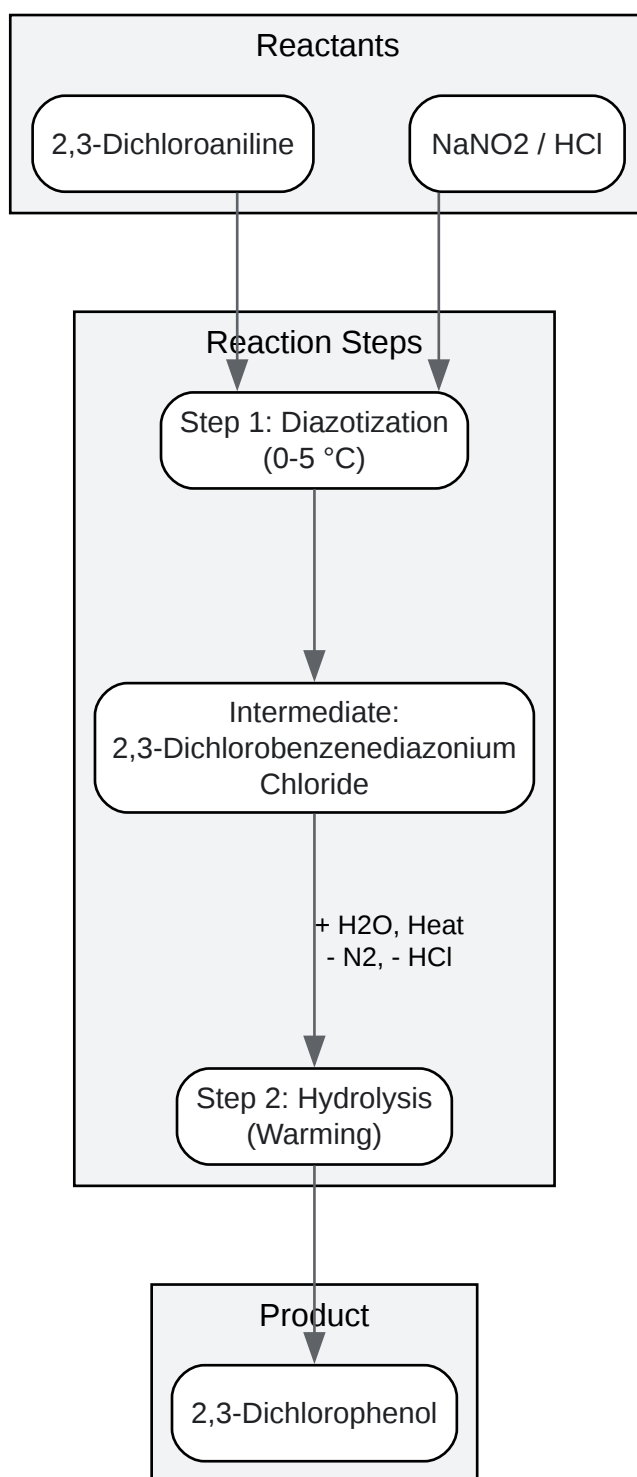 Reactants
2,3-Dichloroaniline
NaNO2 / HCl
Reaction Steps
Step 1: Diazotization
(0-5 °C)
Intermediate:
2,3-Dichlorobenzenediazonium
Chloride
+ H2O, Heat
- N2, - HCl
Step 2: Hydrolysis
(Warming)
Product
2,3-Dichlorophenol